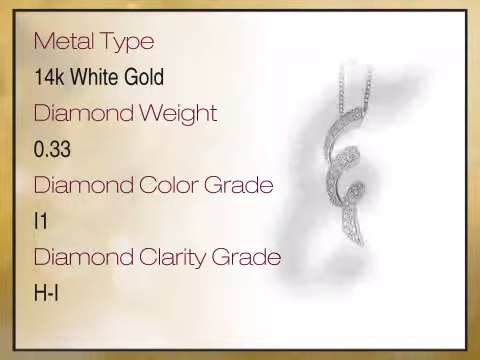 Metal Type
14k White Gold
Diamond Weight
0.33
Diamond Color Grade
I1
Diamond Clarity Grade
H-I